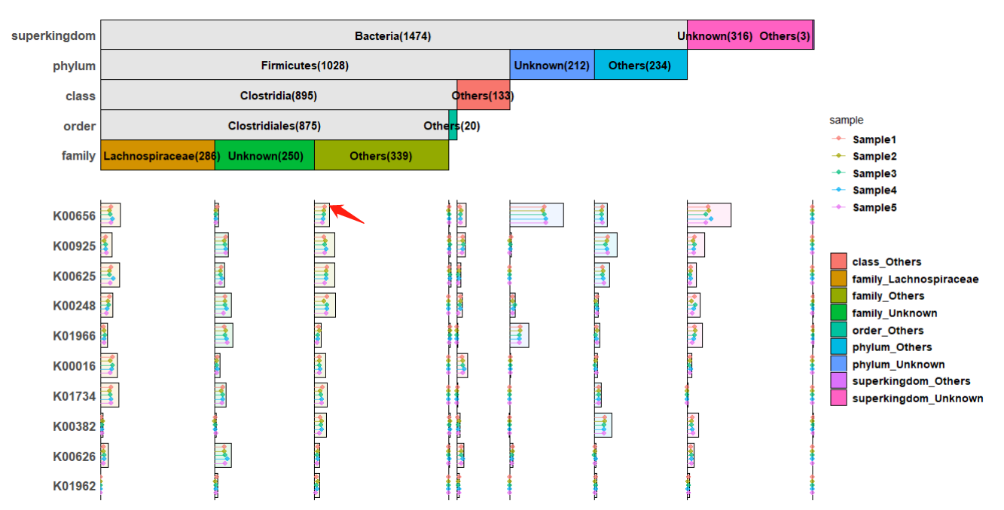 superkingdom Bacteria(1474) Unknown(316) Others(3)
phylum Firmicutes(1028) Unknown(212) Others(234)
class Clostridia(895) Others(133)
order Clostridiales(875) Others(20)
family Lachnospiraceae(286) Unknown(250) Others(339)
sample
Sample1
Sample2
Sample3
Sample4
Sample5
K00656
K00925
K00625
K00248
K01966
K00016
K01734
K00382
K00626
K01962
class_Others
family_Lachnospiraceae
family_Others
family_Unknown
order_Others
phylum_Others
phylum_Unknown
superkingdom_Others
superkingdom_Unknown